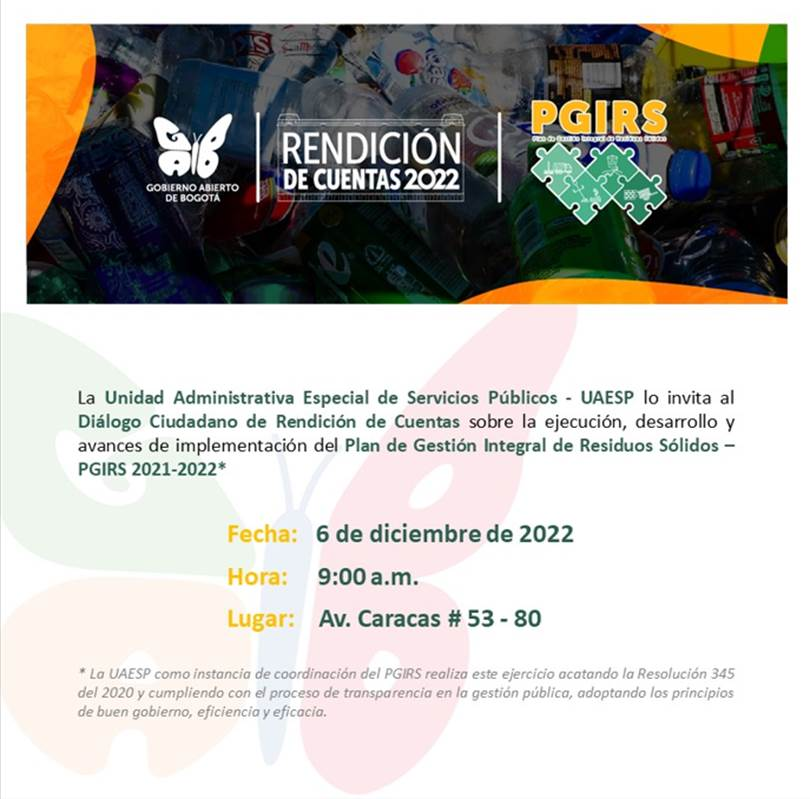 GOBIERNO ABIERTO
DE BOGOTÁ
RENDICIÓN
DE CUENTAS 2022
PGIRS
Plan de Gestión Integral de Residuos Sólidos
La Unidad Administrativa Especial de Servicios Públicos - UAESP lo invita al
Diálogo Ciudadano de Rendición de Cuentas sobre la ejecución, desarrollo y
avances de implementación del Plan de Gestión Integral de Residuos Sólidos –
PGIRS 2021-2022*
Fecha: 6 de diciembre de 2022
Hora: 9:00 a.m.
Lugar: Av. Caracas # 53 - 80
* La UAESP como instancia de coordinación del PGIRS realiza este ejercicio acatando la Resolución 345
del 2020 y cumpliendo con el proceso de transparencia en la gestión pública, adoptando los principios
de buen gobierno, eficiencia y eficacia.